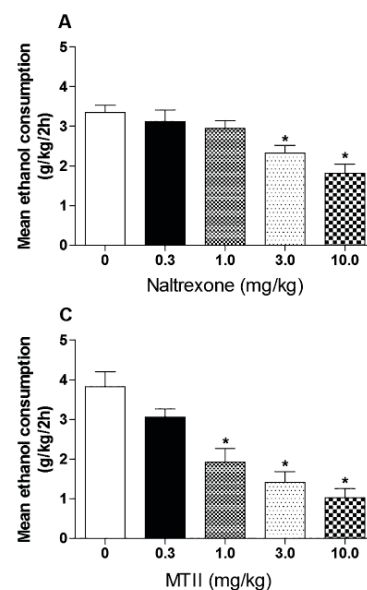 A
Mean ethanol consumption
(g/kg/2h)
5
4
3
2
1
0
* *
0 0.3 1.0 3.0 10.0
Naltrexone (mg/kg)
C
Mean ethanol consumption
(g/kg/2h)
5
4
3
2
1
0
* * *
0 0.3 1.0 3.0 10.0
MTII (mg/kg)